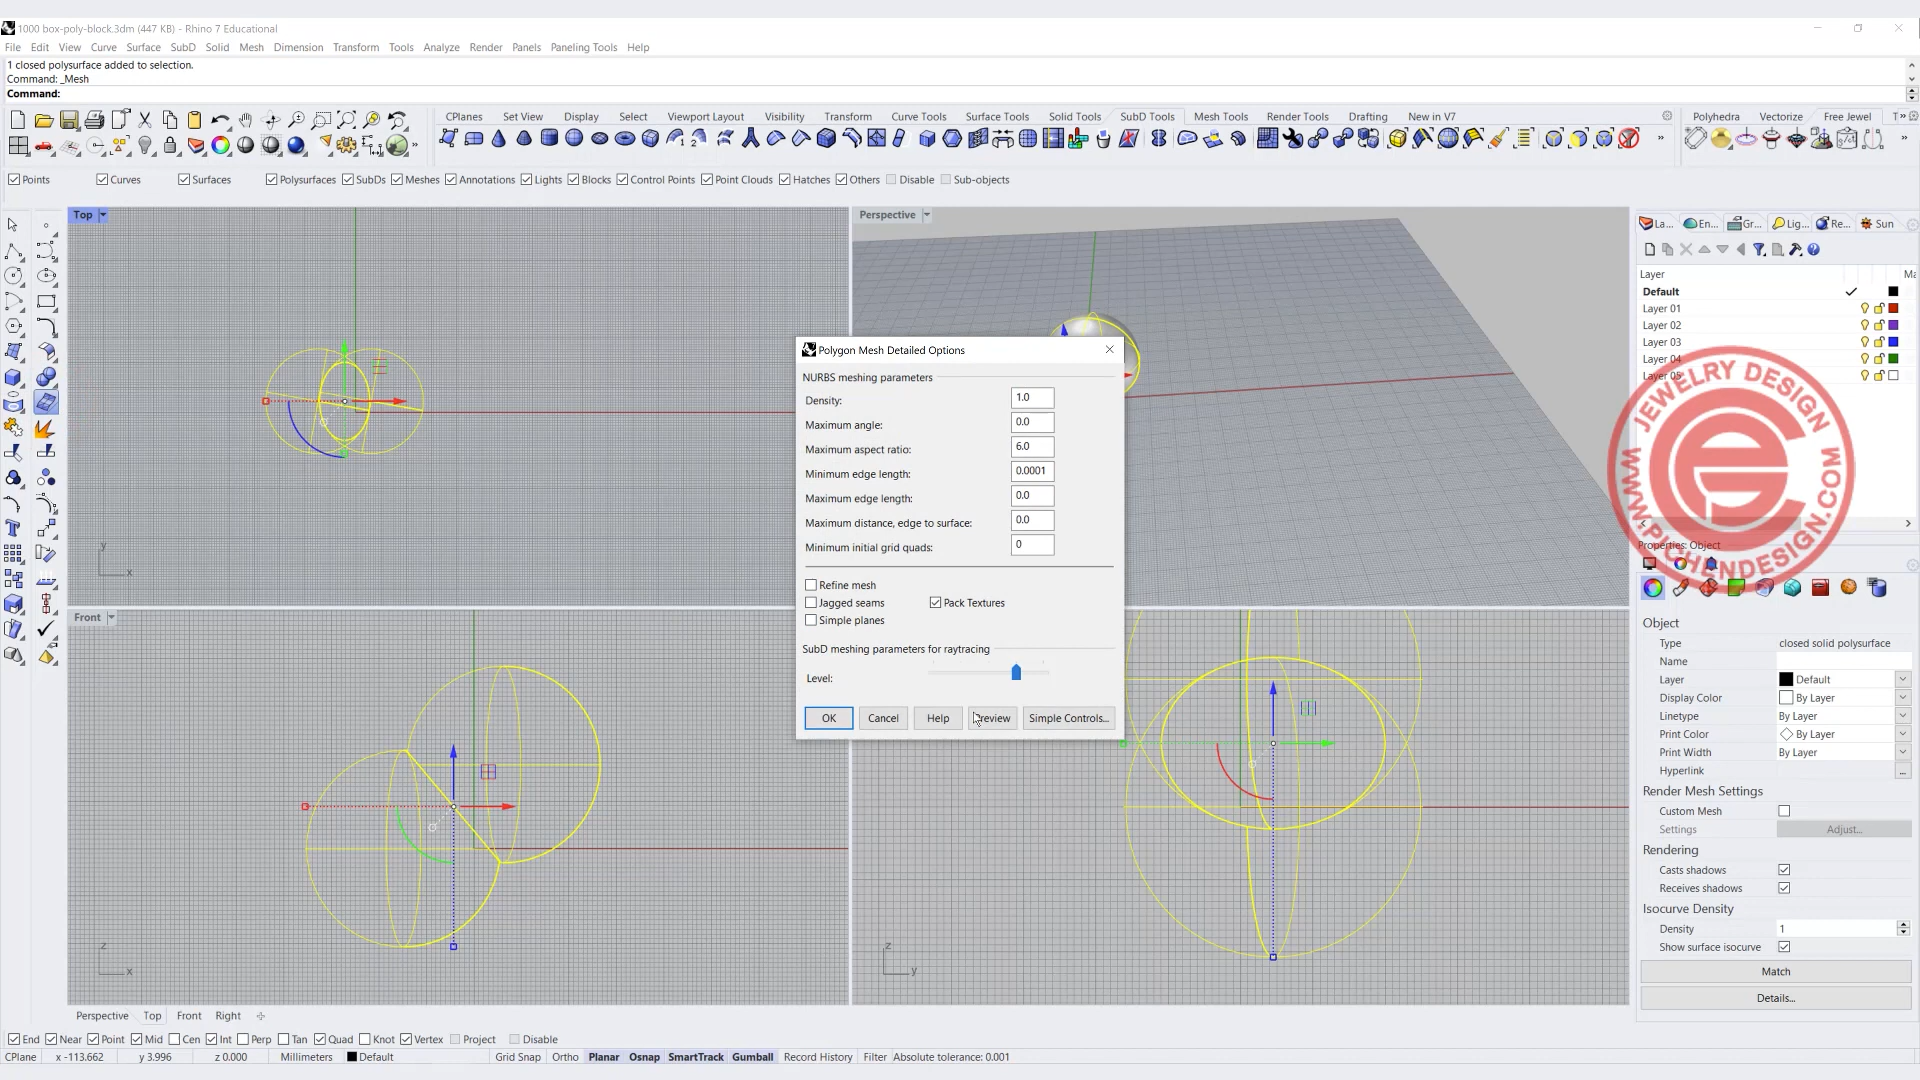 1000 box-poly-block.3dm (447 KB) - Rhino 7 Educational
File Edit View Curve Surface SubD Solid Mesh Dimension Transform Tools Analyze Render Panels Paneling Tools Help
1 closed polysurface added to selection.
Command: _Mesh
Command:
CPlanes Set View Display Select Viewport Layout Visibility Transform Curve Tools Surface Tools Solid Tools SubD Tools Mesh Tools Render Tools Drafting New in V7
Polyhedra Vectorize Free Jewel
Points Curves Surfaces Polysurfaces SubDs Meshes Annotations Lights Blocks Control Points Point Clouds Hatches Others Disable Sub-objects
Top
Perspective
La... En... Gr... Lig... Re... Sun
Layer Ma
Default
Layer 01
Layer 02
Layer 03
Layer 04
Layer 05
JEWELRY DESIGN
WWW.PJCHENDESIGN.COM
Polygon Mesh Detailed Options
NURBS meshing parameters
Density: 1.0
Maximum angle: 0.0
Maximum aspect ratio: 6.0
Minimum edge length: 0.0001
Maximum edge length: 0.0
Maximum distance, edge to surface: 0.0
Minimum initial grid quads: 0
Refine mesh
Jagged seams Pack Textures
Simple planes
SubD meshing parameters for raytracing
Level:
OK Cancel Help Preview Simple Controls...
y
x
Front
z
x
z
y
Properties: Object
Object
Type closed solid polysurface
Name
Layer Default
Display Color By Layer
Linetype By Layer
Print Color By Layer
Print Width By Layer
Hyperlink ...
Render Mesh Settings
Custom Mesh
Settings Adjust...
Rendering
Casts shadows
Receives shadows
Isocurve Density
Density 1
Show surface isocurve
Match
Details...
Perspective Top Front Right
End Near Point Mid Cen Int Perp Tan Quad Knot Vertex Project Disable
CPlane x -113.662 y 3.996 z 0.000 Millimeters Default Grid Snap Ortho Planar Osnap SmartTrack Gumball Record History Filter Absolute tolerance: 0.001